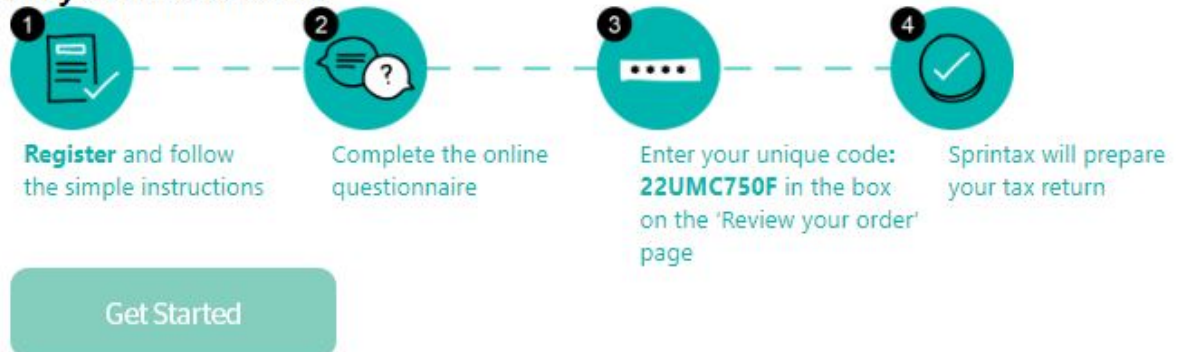 1
2
3
4
?
Register and follow
the simple instructions
Complete the online
questionnaire
Enter your unique code:
22UMC750F in the box
on the 'Review your order'
page
Sprintax will prepare
your tax return
Get Started